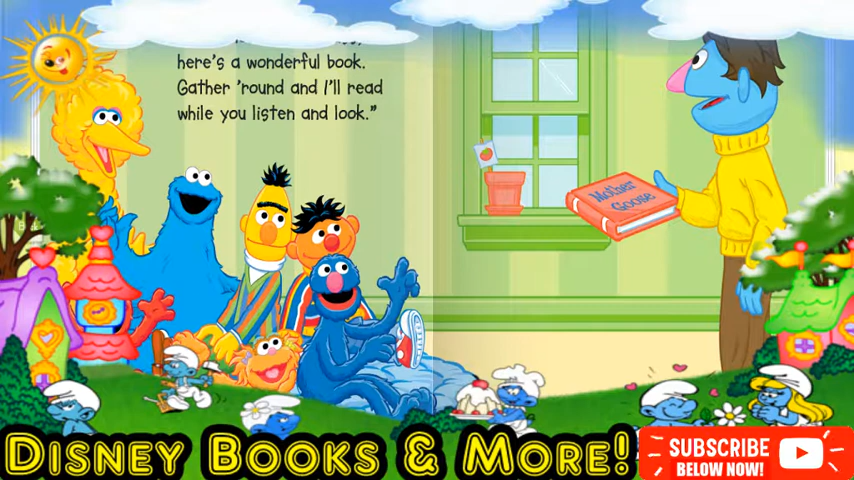 here's a wonderful book.
Gather 'round and I'll read
while you listen and look."
Mother
Goose
DISNEY BOOKS & MORE!
SUBSCRIBE
BELOW NOW!